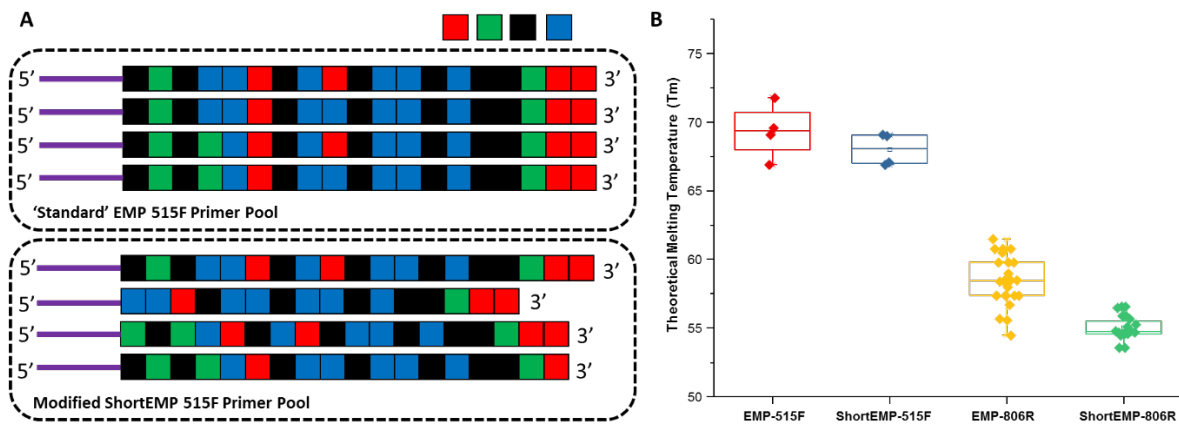 A
5’ 3’
5’ 3’
5’ 3’
5’ 3’
‘Standard’ EMP 515F Primer Pool
5’ 3’
5’ 3’
5’ 3’
5’ 3’
Modified ShortEMP 515F Primer Pool
B
Theoretical Melting Temperature (Tm)
75
70
65
60
55
50
EMP-515F ShortEMP-515F EMP-806R ShortEMP-806R